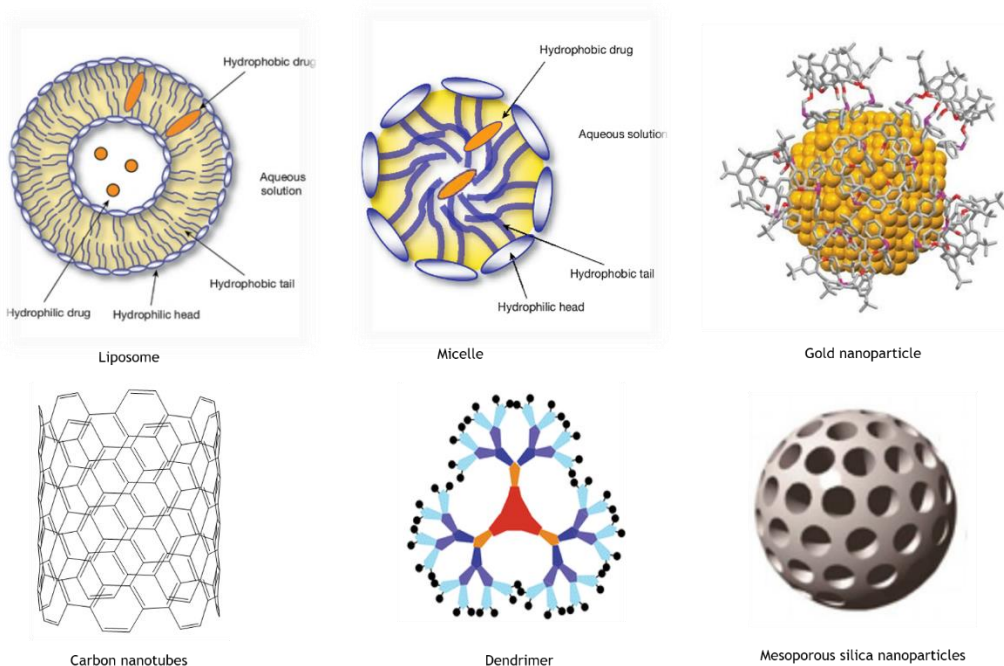 Hydrophobic drug
Aqueous
solution
Hydrophobic tail
Hydrophilic drug
Hydrophilic head
Liposome
Hydrophobic drug
Aqueous solution
Hydrophobic tail
Hydrophilic head
Micelle
Gold nanoparticle
Carbon nanotubes
Dendrimer
Mesoporous silica nanoparticles